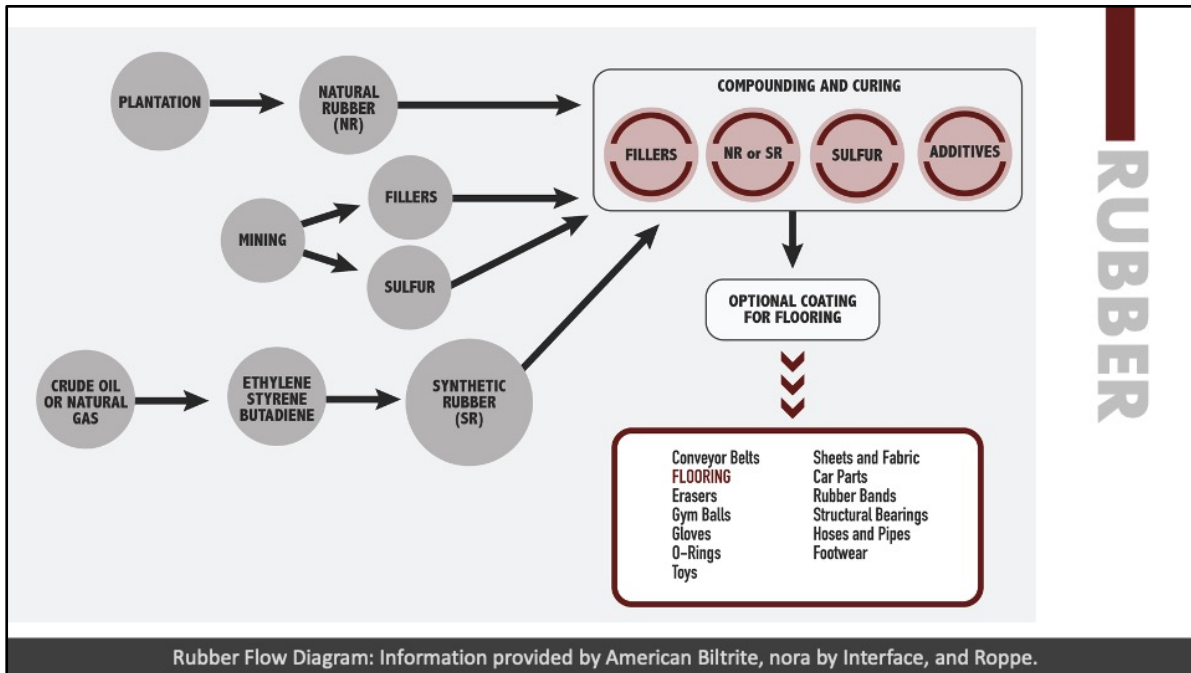 PLANTATION
NATURAL
RUBBER
(NR)
COMPOUNDING AND CURING
FILLERS
NR or SR
SULFUR
ADDITIVES
MINING
FILLERS
SULFUR
OPTIONAL COATING
FOR FLOORING
CRUDE OIL
OR NATURAL
GAS
ETHYLENE
STYRENE
BUTADIENE
SYNTHETIC
RUBBER
(SR)
Conveyor Belts
FLOORING
Erasers
Gym Balls
Gloves
O-Rings
Toys
Sheets and Fabric
Car Parts
Rubber Bands
Structural Bearings
Hoses and Pipes
Footwear
RUBBER
Rubber Flow Diagram: Information provided by American Biltrite, nora by Interface, and Roppe.